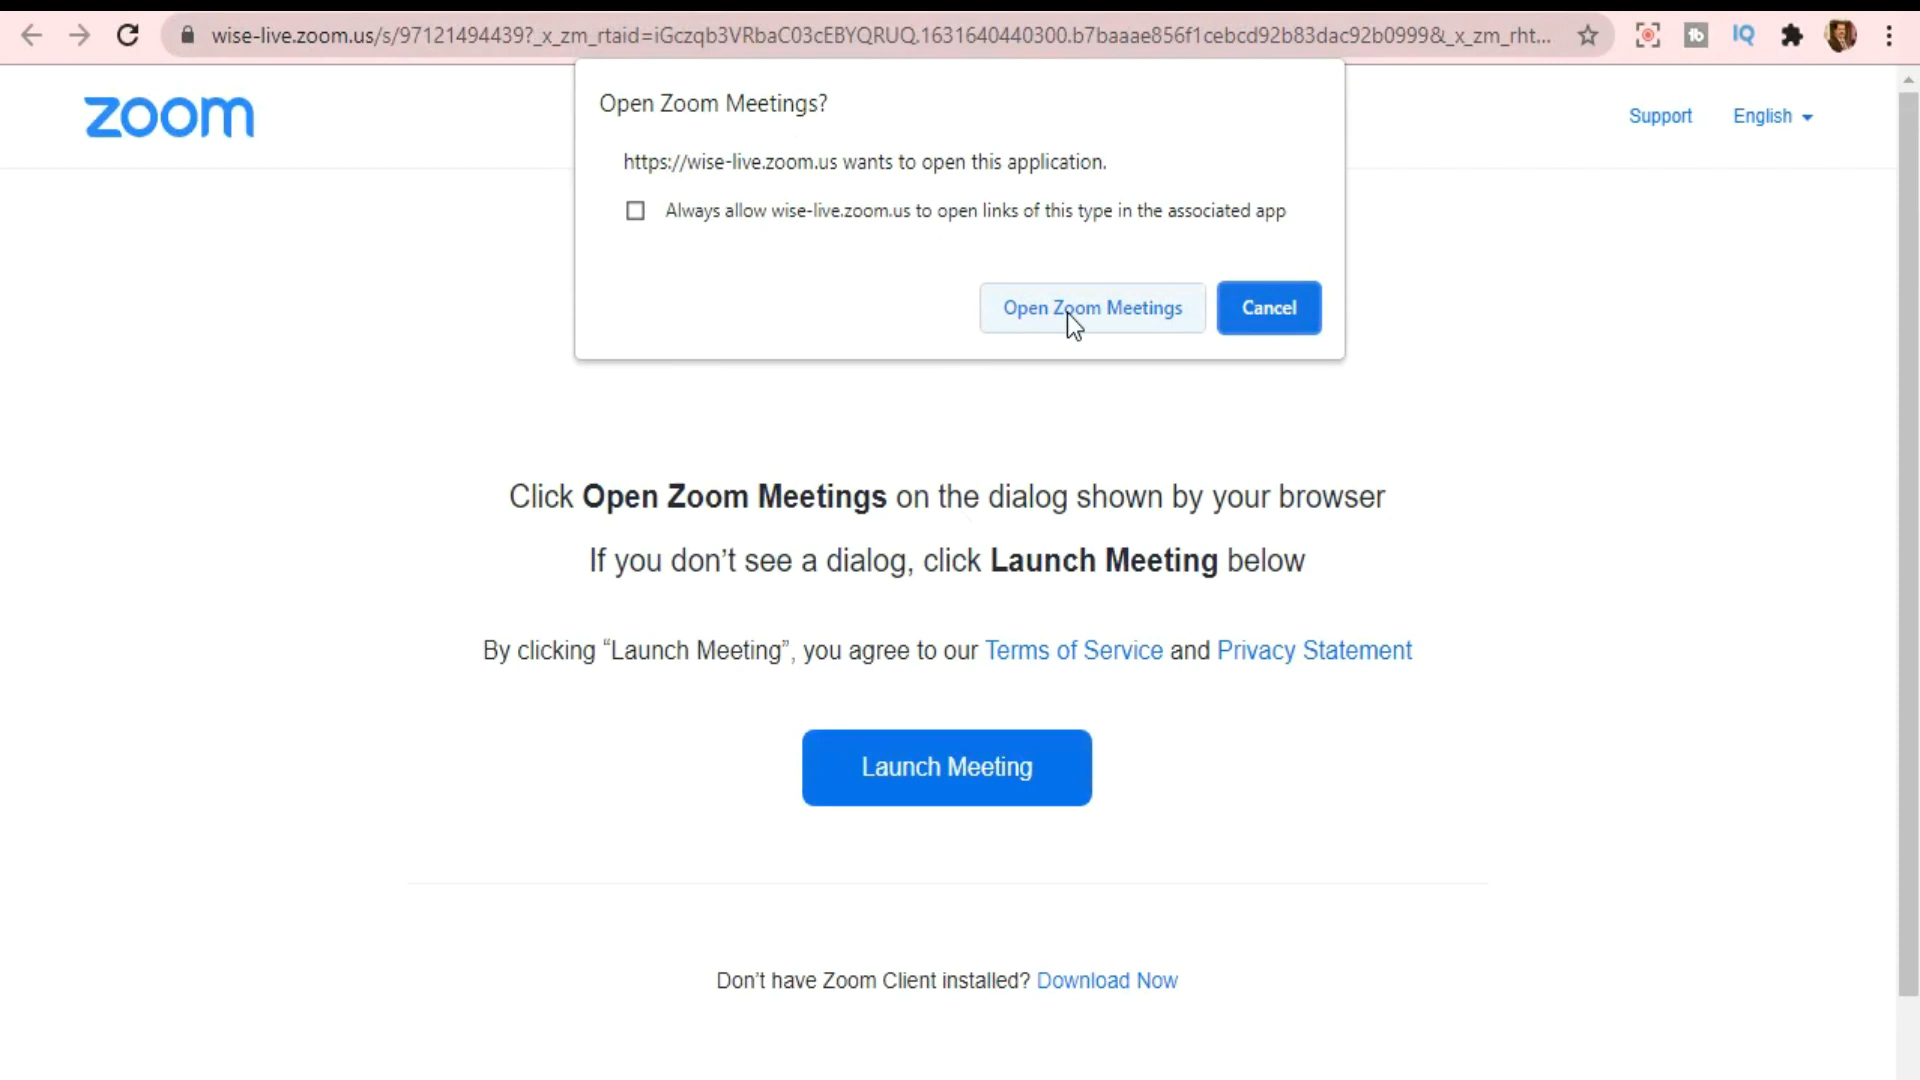 wise-live.zoom.us/s/97121494439?_x_zm_rtaid=iGczqb3VRbaC03cEBYQRUQ.1631640440300.b7baaae856f1cebcd92b83dac92b0999&_x_zm_rht...
tb
IQ
zoom
Support
English
Open Zoom Meetings?
https://wise-live.zoom.us wants to open this application.
Always allow wise-live.zoom.us to open links of this type in the associated app
Open Zoom Meetings
Cancel
Click Open Zoom Meetings on the dialog shown by your browser
If you don’t see a dialog, click Launch Meeting below
By clicking “Launch Meeting”, you agree to our Terms of Service and Privacy Statement
Launch Meeting
Don’t have Zoom Client installed? Download Now